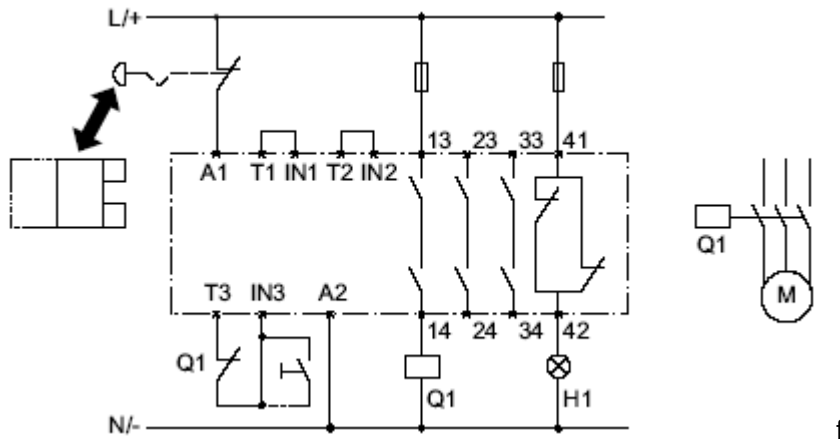 L/+
13 23 33 41
A1 T1 IN1 T2 IN2
Q1
M
T3 IN3 A2
14 24 34 42
Q1
Q1
H1
N/-